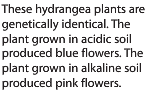 These hydrangea plants are
genetically identical. The
plant grown in acidic soil
produced blue flowers. The
plant grown in alkaline soil
produced pink flowers.